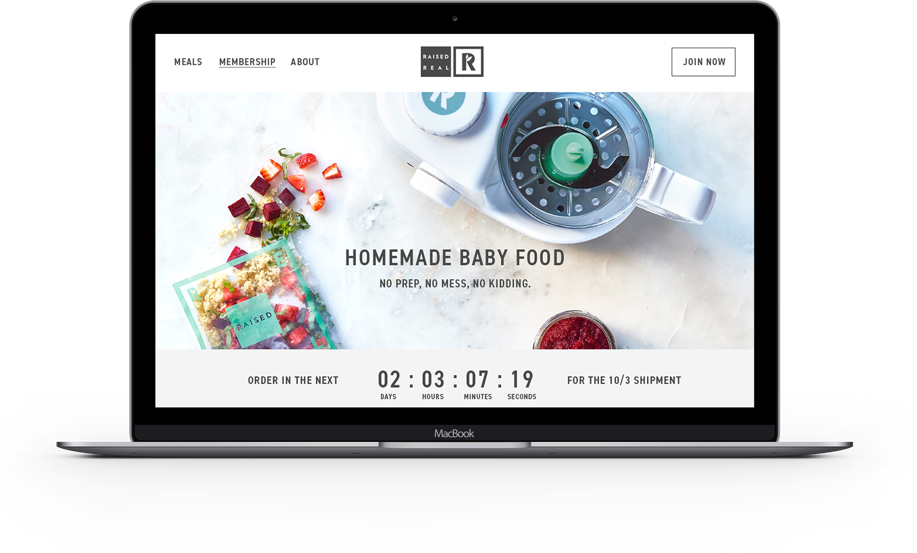 MEALS MEMBERSHIP ABOUT
RAISED
REAL
R
JOIN NOW
HOMEMADE BABY FOOD
NO PREP, NO MESS, NO KIDDING.
RAISED
ORDER IN THE NEXT
02 : 03 : 07 : 19
DAYS HOURS MINUTES SECONDS
FOR THE 10/3 SHIPMENT
MacBook